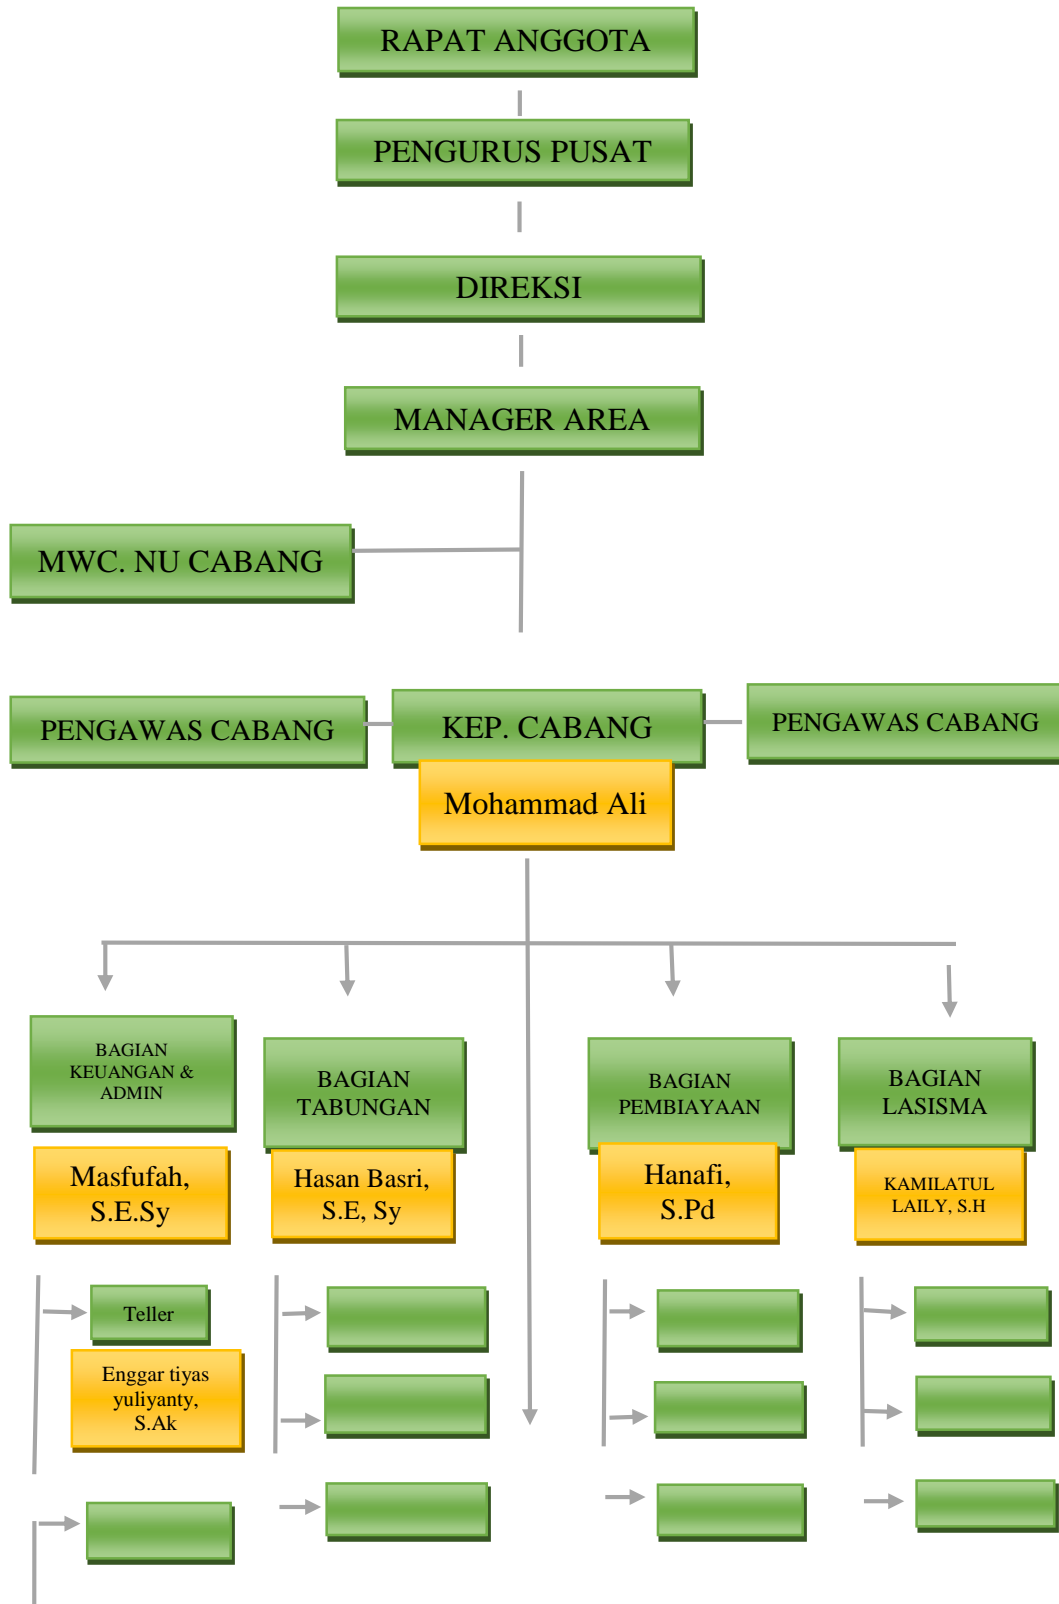 RAPAT ANGGOTA
PENGURUS PUSAT
DIREKSI
MANAGER AREA
MWC. NU CABANG
PENGAWAS CABANG
KEP. CABANG
PENGAWAS CABANG
Mohammad Ali
BAGIAN
KEUANGAN &
ADMIN
BAGIAN
TABUNGAN
BAGIAN
PEMBIAYAAN
BAGIAN
LASISMA
Masfufah,
S.E.Sy
Hasan Basri,
S.E, Sy
Hanafi,
S.Pd
KAMILATUL
LAILY, S.H
Teller
Enggar tiyas
yuliyanty,
S.Ak